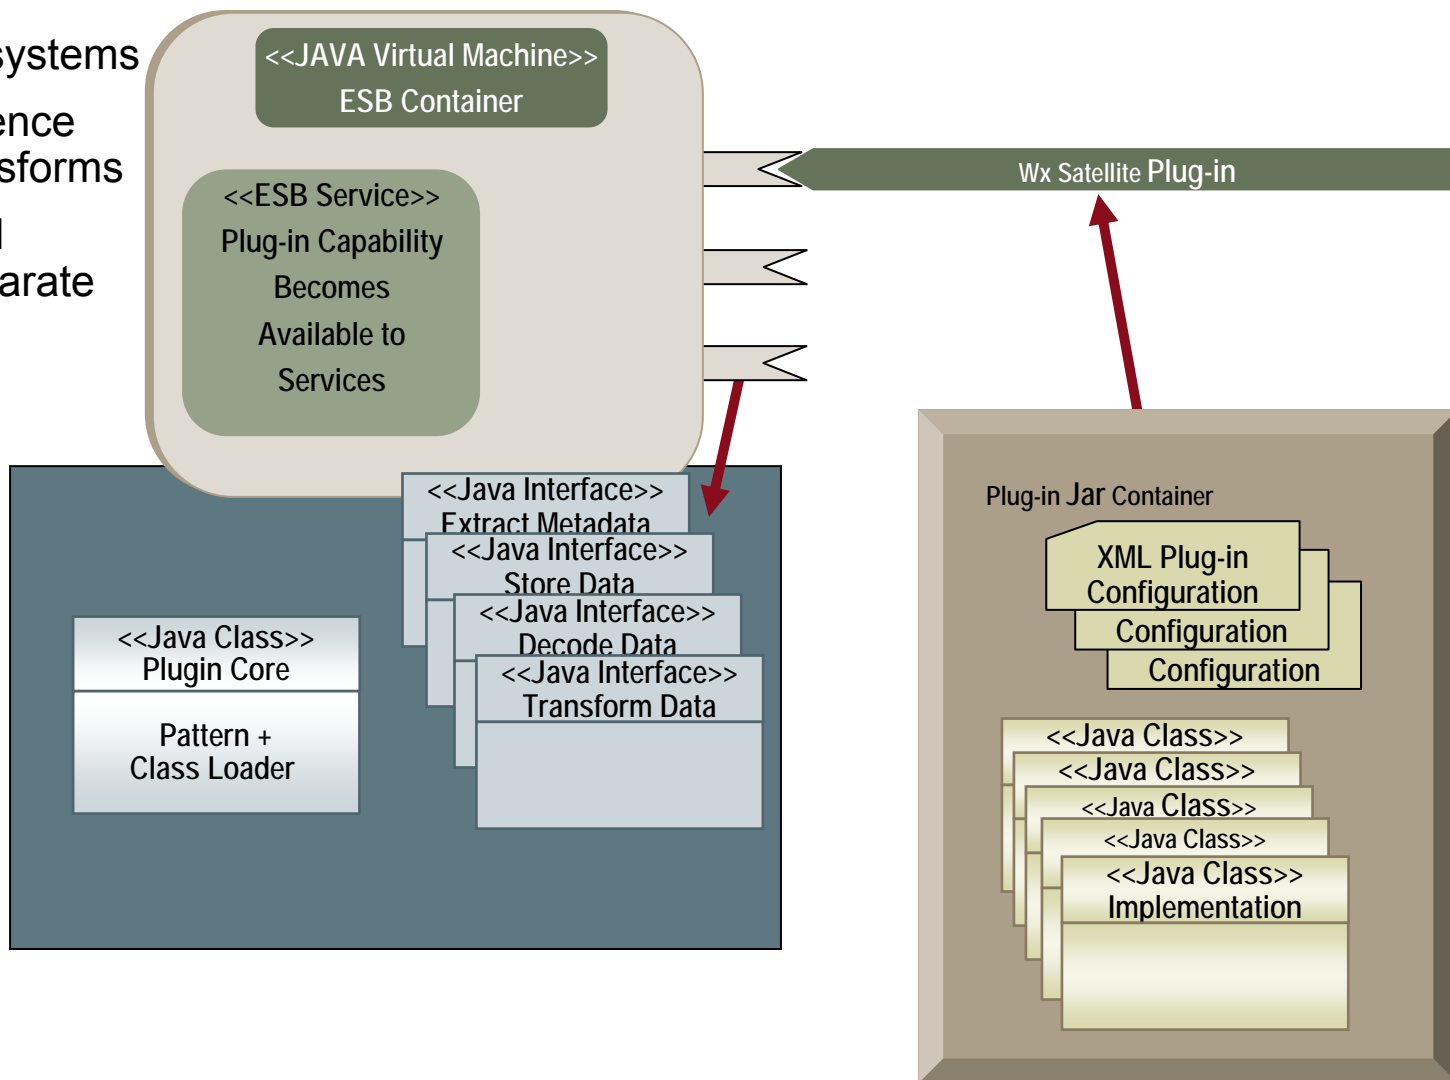 systems
ence
nsforms
l
arate
<<JAVA Virtual Machine>>
ESB Container
<<ESB Service>>
Plug-in Capability
Becomes
Available to
Services
Wx Satellite Plug-in
<<Java Interface>>
Extract Metadata
<<Java Interface>>
Store Data
<<Java Interface>>
Decode Data
<<Java Interface>>
Transform Data
<<Java Class>>
Plugin Core
Pattern +
Class Loader
Plug-in Jar Container
XML Plug-in
Configuration
Configuration
Configuration
<<Java Class>>
<<Java Class>>
<<Java Class>>
<<Java Class>>
<<Java Class>>
Implementation